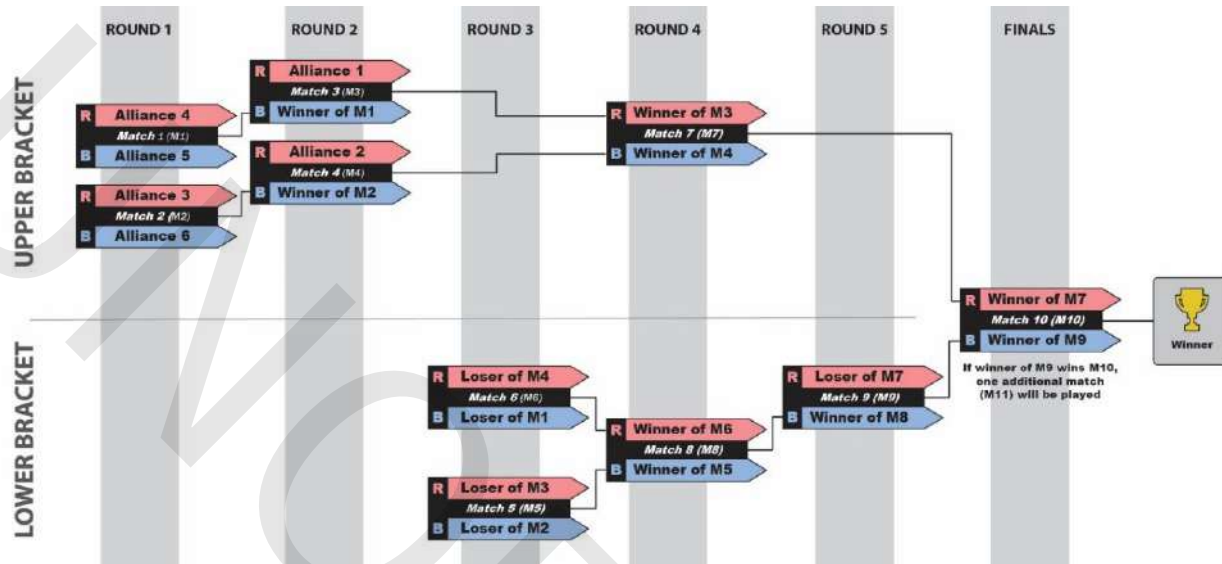 ROUND 1
ROUND 2
ROUND 3
ROUND 4
ROUND 5
FINALS
UPPER BRACKET
R Alliance 4
Match 1 (M1)
B Alliance 5
R Alliance 3
Match 2 (M2)
B Alliance 6
R Alliance 1
Match 3 (M3)
B Winner of M1
R Alliance 2
Match 4 (M4)
B Winner of M2
R Winner of M3
Match 7 (M7)
B Winner of M4
LOWER BRACKET
R Loser of M4
Match 6 (M6)
B Loser of M1
R Loser of M3
Match 5 (M5)
B Loser of M2
R Winner of M6
Match 8 (M8)
B Winner of M5
R Loser of M7
Match 9 (M9)
B Winner of M8
R Winner of M7
Match 10 (M10)
B Winner of M9
If winner of M9 wins M10,
one additional match
(M11) will be played
Winner